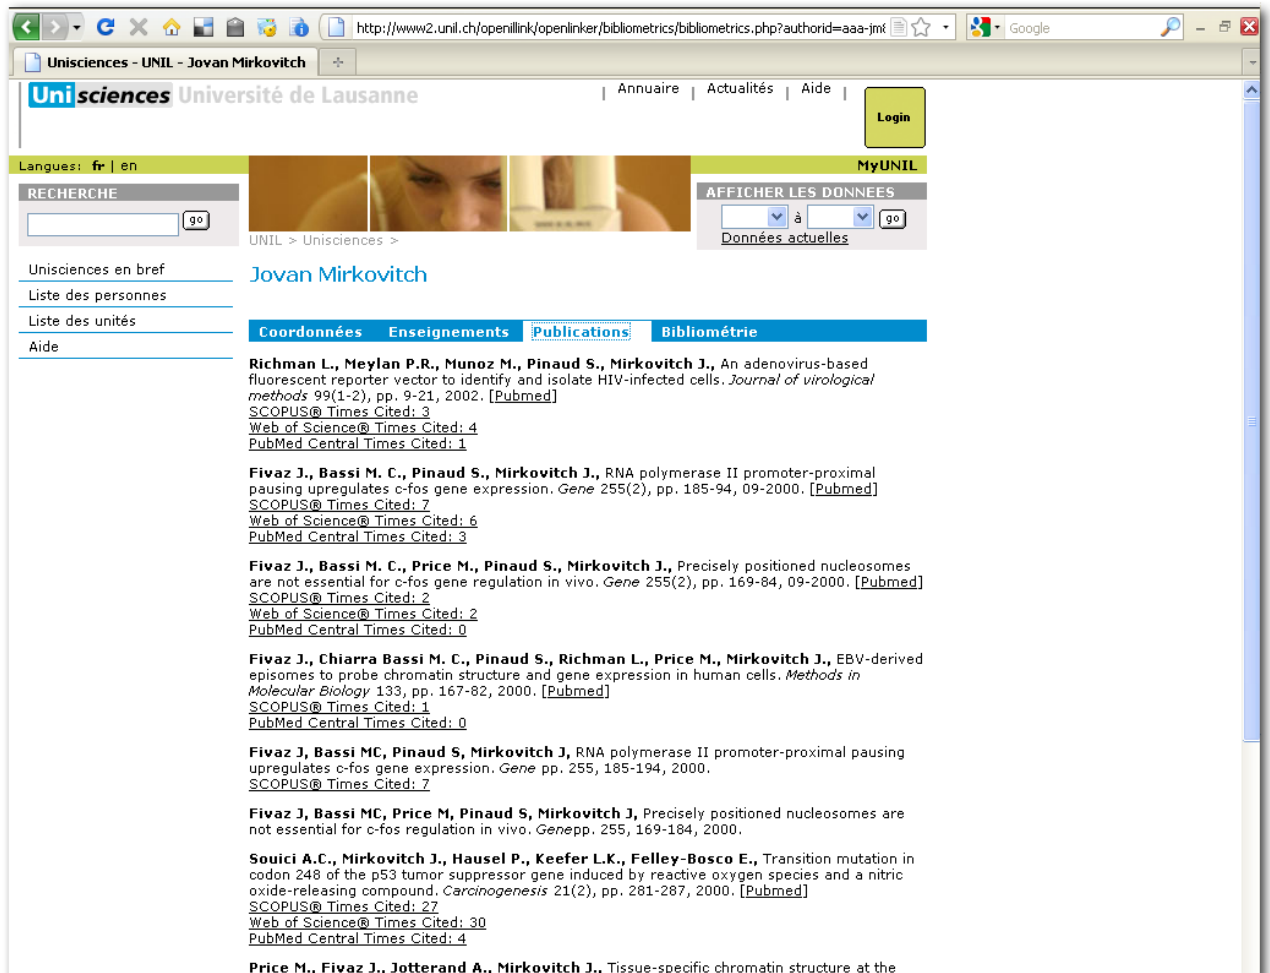 http://www2.unil.ch/openillink/openlinker/bibliometrics/bibliometrics.php?authorid=aaa-jm
Google
Unisciences - UNIL - Jovan Mirkovitch
Unisciences Université de Lausanne
| Annuaire | Actualités | Aide |
Login
Langues: fr | en
MyUNIL
RECHERCHE
go
AFFICHER LES DONNEES
à go
Données actuelles
UNIL > Unisciences >
Unisciences en bref
Liste des personnes
Liste des unités
Aide
Jovan Mirkovitch
Coordonnées Enseignements Publications Bibliométrie
Richman L., Meylan P.R., Munoz M., Pinaud S., Mirkovitch J., An adenovirus-based
fluorescent reporter vector to identify and isolate HIV-infected cells. Journal of virological
methods 99(1-2), pp. 9-21, 2002. [Pubmed]
SCOPUS® Times Cited: 3
Web of Science® Times Cited: 4
PubMed Central Times Cited: 1
Fivaz J., Bassi M. C., Pinaud S., Mirkovitch J., RNA polymerase II promoter-proximal
pausing upregulates c-fos gene expression. Gene 255(2), pp. 185-94, 09-2000. [Pubmed]
SCOPUS® Times Cited: 7
Web of Science® Times Cited: 6
PubMed Central Times Cited: 3
Fivaz J., Bassi M. C., Price M., Pinaud S., Mirkovitch J., Precisely positioned nucleosomes
are not essential for c-fos gene regulation in vivo. Gene 255(2), pp. 169-84, 09-2000. [Pubmed]
SCOPUS® Times Cited: 2
Web of Science® Times Cited: 2
PubMed Central Times Cited: 0
Fivaz J., Chiarra Bassi M. C., Pinaud S., Richman L., Price M., Mirkovitch J., EBV-derived
episomes to probe chromatin structure and gene expression in human cells. Methods in
Molecular Biology 133, pp. 167-82, 2000. [Pubmed]
SCOPUS® Times Cited: 1
PubMed Central Times Cited: 0
Fivaz J, Bassi MC, Pinaud S, Mirkovitch J, RNA polymerase II promoter-proximal pausing
upregulates c-fos gene expression. Gene pp. 255, 185-194, 2000.
SCOPUS® Times Cited: 7
Fivaz J, Bassi MC, Price M, Pinaud S, Mirkovitch J, Precisely positioned nucleosomes are
not essential for c-fos regulation in vivo. Genepp. 255, 169-184, 2000.
Souici A.C., Mirkovitch J., Hausel P., Keefer L.K., Felley-Bosco E., Transition mutation in
codon 248 of the p53 tumor suppressor gene induced by reactive oxygen species and a nitric
oxide-releasing compound. Carcinogenesis 21(2), pp. 281-287, 2000. [Pubmed]
SCOPUS® Times Cited: 27
Web of Science® Times Cited: 30
PubMed Central Times Cited: 4
Price M., Fivaz J., Jotterand A., Mirkovitch J., Tissue-specific chromatin structure at the